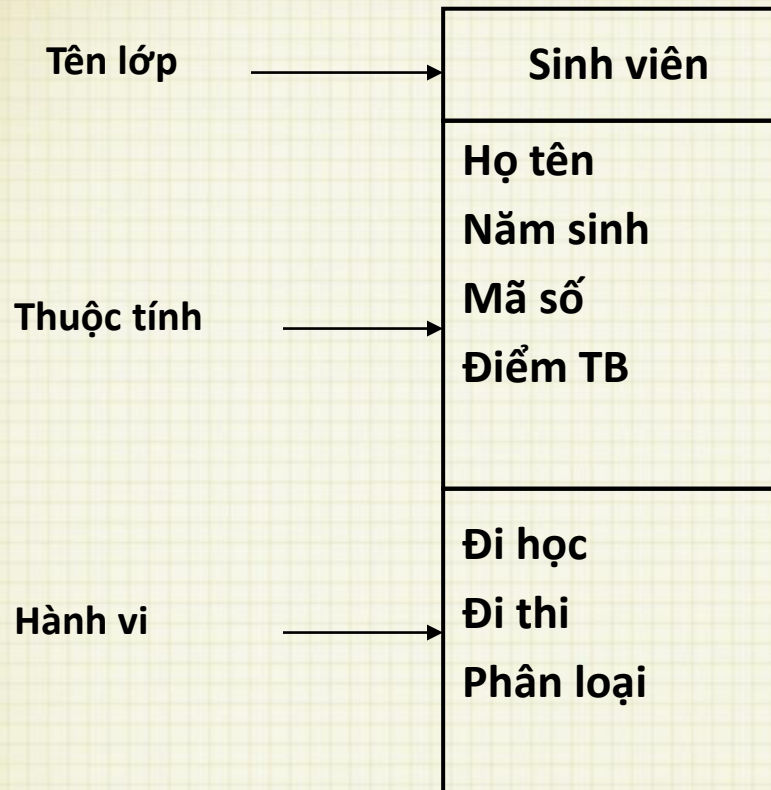 Tên lớp
Sinh viên
Thuộc tính
Họ tên
Năm sinh
Mã số
Điểm TB
Hành vi
Đi học
Đi thi
Phân loại